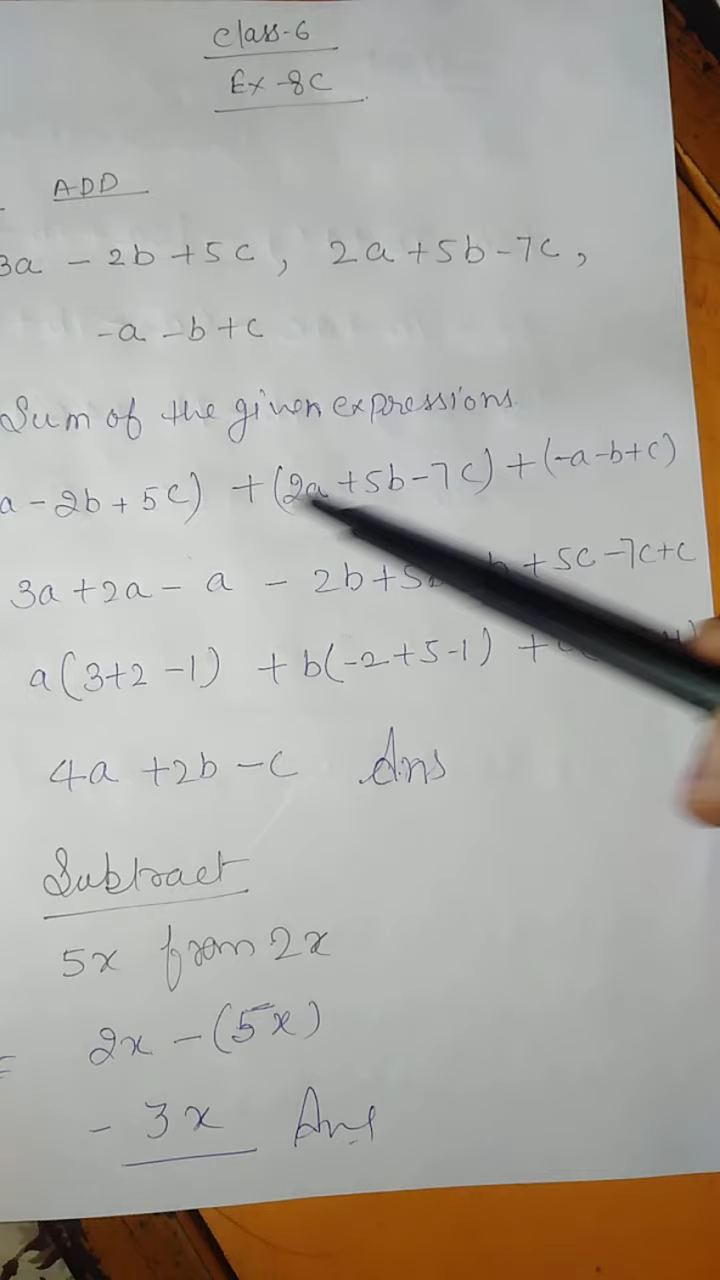 Class-6
Ex-8C
ADD
3a - 2b + 5c, 2a + 5b - 7c,
-a - b + c
Sum of the given expressions
a - 2b + 5c) + (2a + 5b - 7c) + (-a - b + c)
3a + 2a - a - 2b + 5 + 5c - 7c + c
a(3+2-1) + b(-2+5-1) +
4a + 2b - c Ans
Subtract
5x from 2x
= 2x - (5x)
- 3x Ans